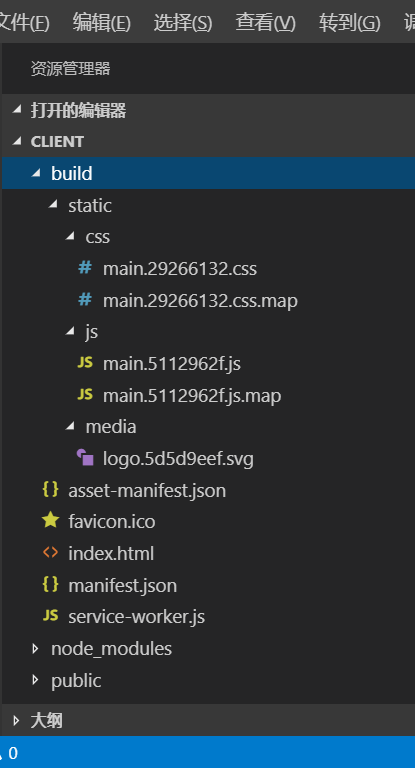 文件(F) 编辑(E) 选择(S) 查看(V) 转到(G)
资源管理器
打开的编辑器
CLIENT
build
static
css
# main.29266132.css
# main.29266132.css.map
js
JS main.5112962f.js
JS main.5112962f.js.map
media
logo.5d5d9eef.svg
{} asset-manifest.json
favicon.ico
<> index.html
{} manifest.json
JS service-worker.js
node_modules
public
大纲
0